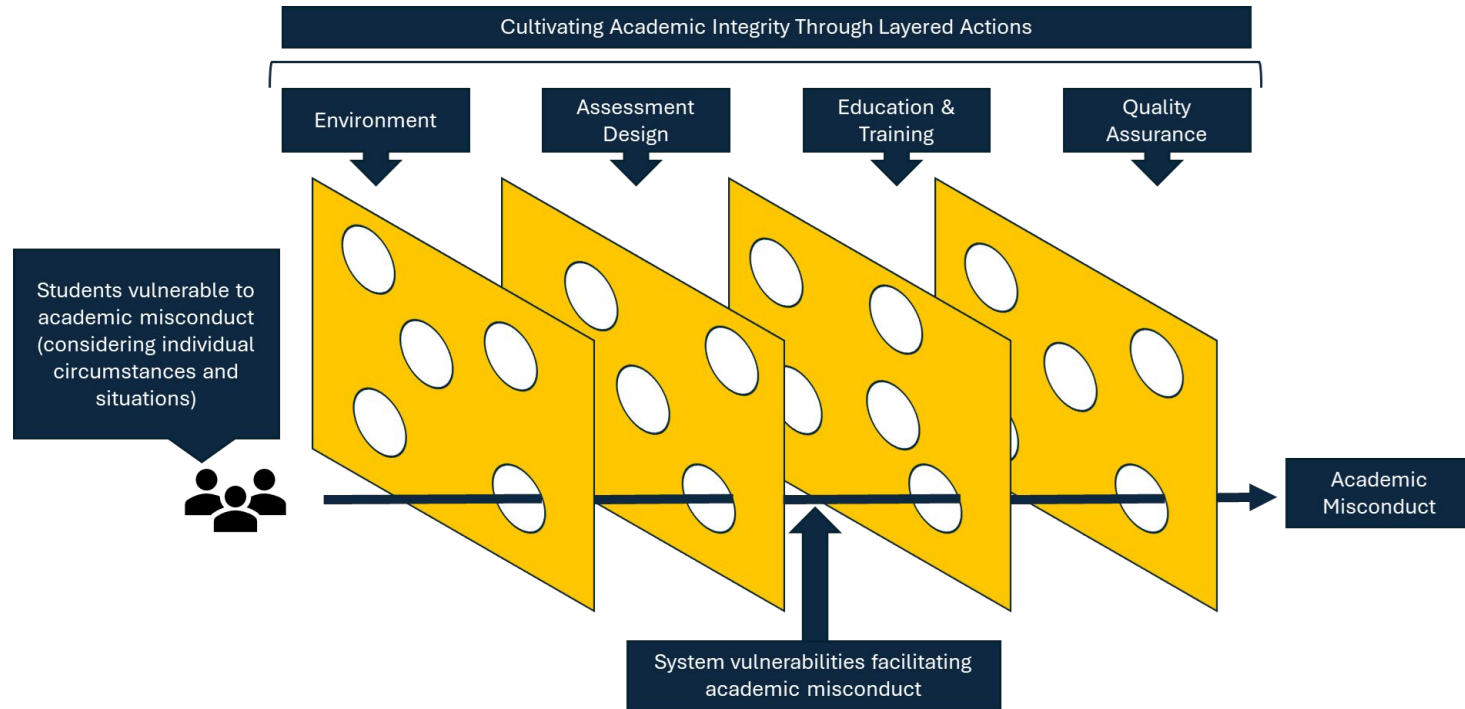 Cultivating Academic Integrity Through Layered Actions
Environment
Assessment
Design
Education &
Training
Quality
Assurance
Students vulnerable to
academic misconduct
(considering individual
circumstances and
situations)
Academic
Misconduct
System vulnerabilities facilitating
academic misconduct